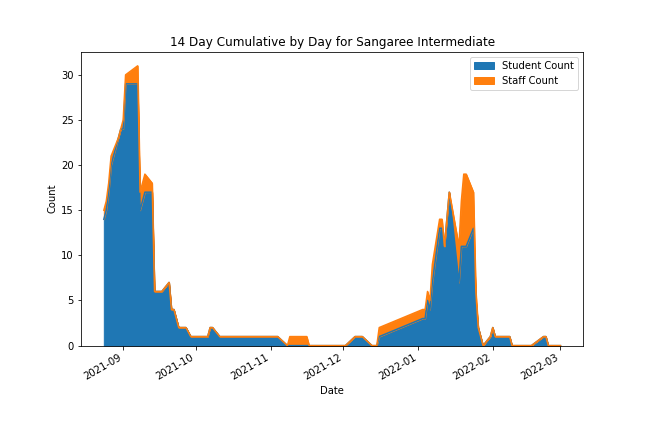 14 Day Cumulative by Day for Sangaree Intermediate
Student Count
Staff Count
Count
30
25
20
15
10
5
0
2021-09
2021-10
2021-11
2021-12
2022-01
2022-02
2022-03
Date